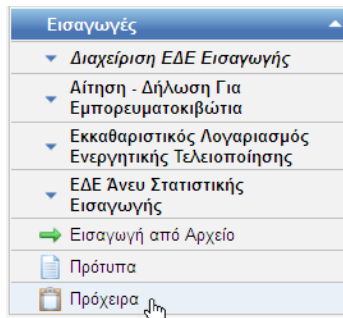 Εισαγωγές
Διαχείριση ΕΔΕ Εισαγωγής
Αίτηση - Δήλωση Για
Εμπορευματοκιβώτια
Εκκαθαριστικός Λογαριασμός
Ενεργητικής Τελειοποίησης
ΕΔΕ Άνευ Στατιστικής
Εισαγωγής
Εισαγωγή από Αρχείο
Πρότυπα
Πρόχειρα